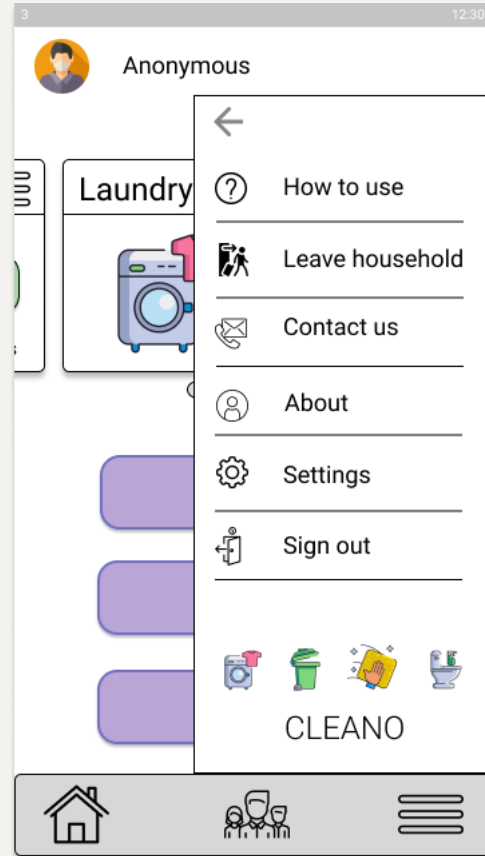 3 12:30
Anonymous
Laundry
s
How to use
Leave household
Contact us
About
Settings
Sign out
CLEANO